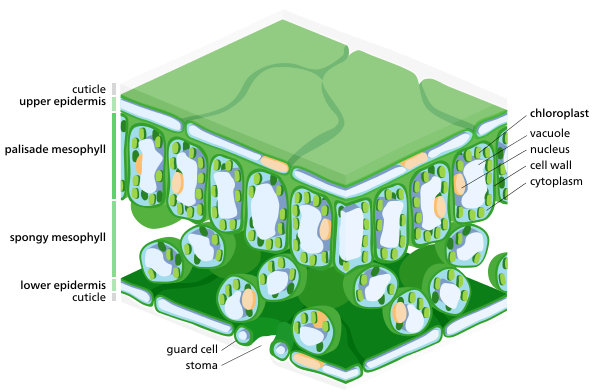 cuticle
upper epidermis
palisade mesophyll
spongy mesophyll
lower epidermis
cuticle
guard cell
stoma
chloroplast
vacuole
nucleus
cell wall
cytoplasm